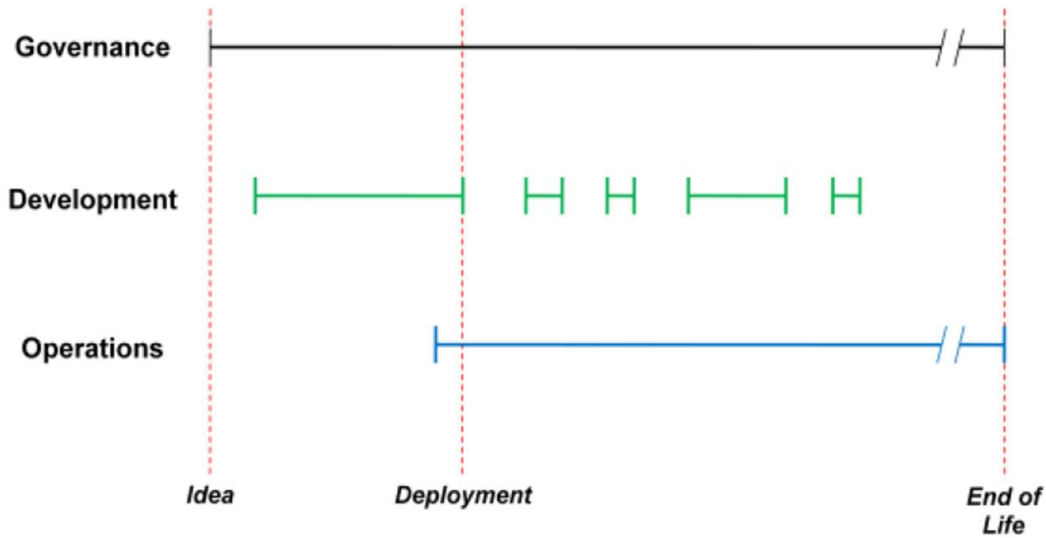 Governance
Development
Operations
Idea
Deployment
End of
Life